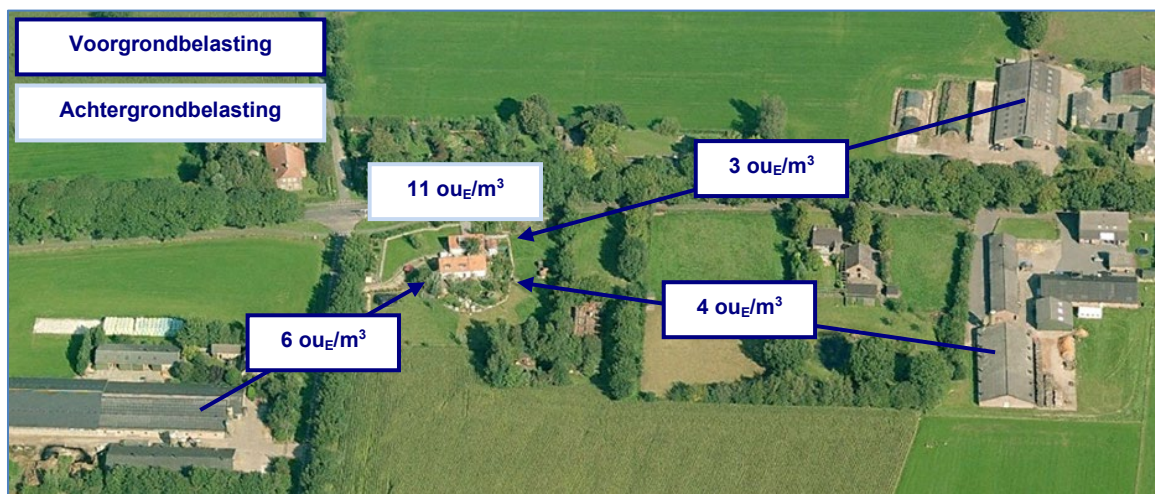 Voorgrondbelasting
Achtergrondbelasting
11 ouE/m³
3 ouE/m³
4 ouE/m³
6 ouE/m³